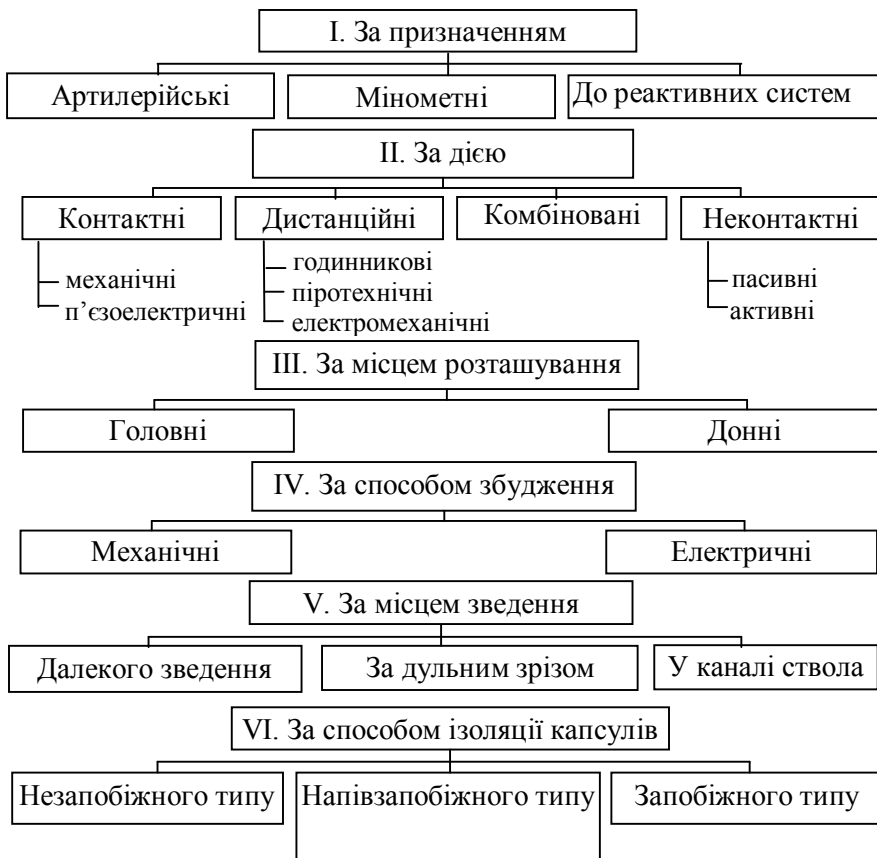 I. За призначенням
Артилерійські
Мінометні
До реактивних систем
II. За дією
Контактні
Дистанційні
Комбіновані
Неконтактні
механічні
п’єзоелектричні
годинникові
піротехнічні
електромеханічні
пасивні
активні
III. За місцем розташування
Головні
Донні
IV. За способом збудження
Механічні
Електричні
V. За місцем зведення
Далекого зведення
За дульним зрізом
У каналі ствола
VI. За способом ізоляції капсулів
Незапобіжного типу
Напівзапобіжного типу
Запобіжного типу